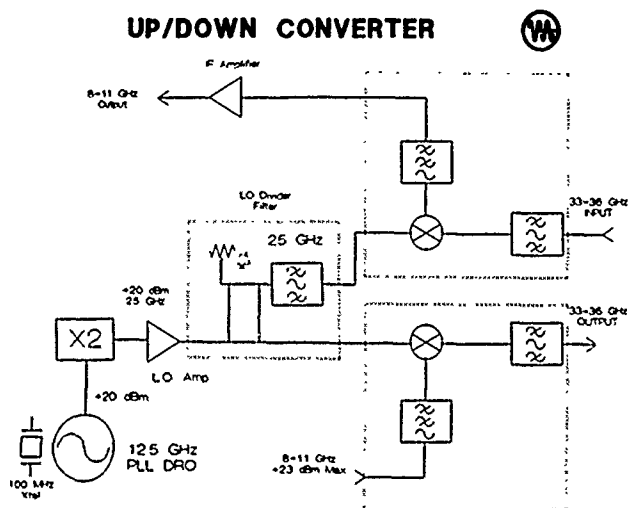 UP/DOWN CONVERTER
IF Amplifier
8-11 GHz
Output
33-36 GHz
INPUT
LO Divider
Filter
25 GHz
+20 dBm
25 GHz
33-36 GHz
OUTPUT
X2
LO Amp
+20 dBm
12.5 GHz
PLL DRO
100 MHz
Xtal
8-11 GHz
+23 dBm Max